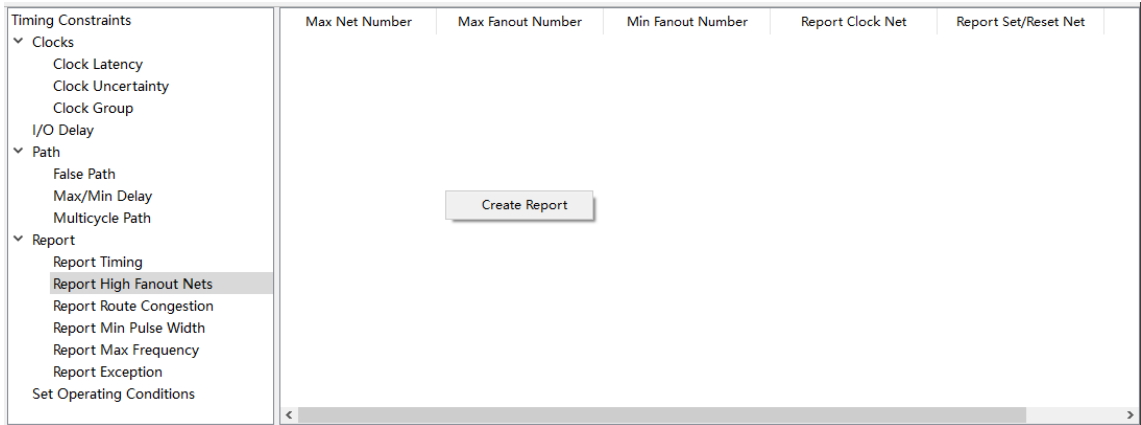 Timing Constraints
Clocks
Clock Latency
Clock Uncertainty
Clock Group
I/O Delay
Path
False Path
Max/Min Delay
Multicycle Path
Report
Report Timing
Report High Fanout Nets
Report Route Congestion
Report Min Pulse Width
Report Max Frequency
Report Exception
Set Operating Conditions
Max Net Number Max Fanout Number Min Fanout Number Report Clock Net Report Set/Reset Net
Create Report